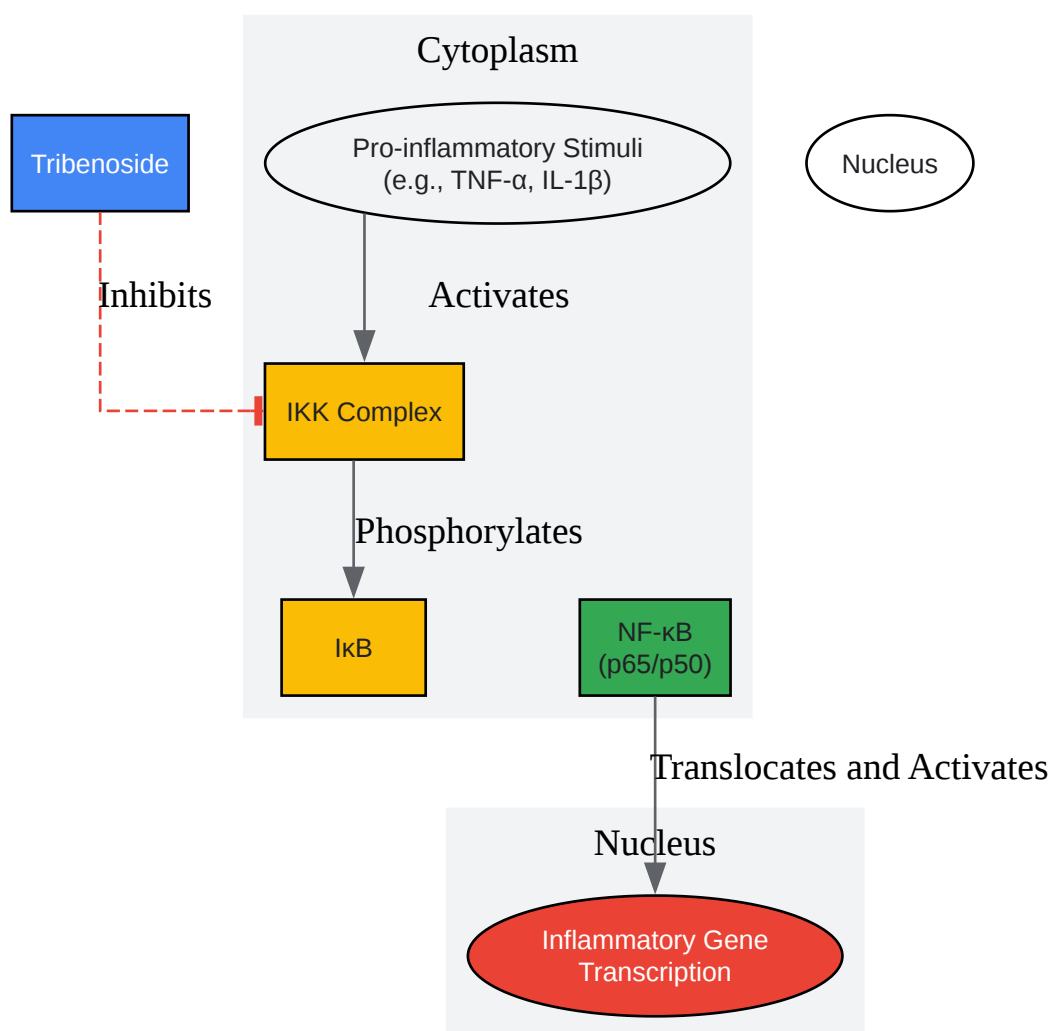 Cytoplasm
Tribenoside
Pro-inflammatory Stimuli
(e.g., TNF-α, IL-1β)
Nucleus
Inhibits
Activates
IKK Complex
Phosphorylates
IκB
NF-κB
(p65/p50)
Translocates and Activates
Nucleus
Inflammatory Gene
Transcription